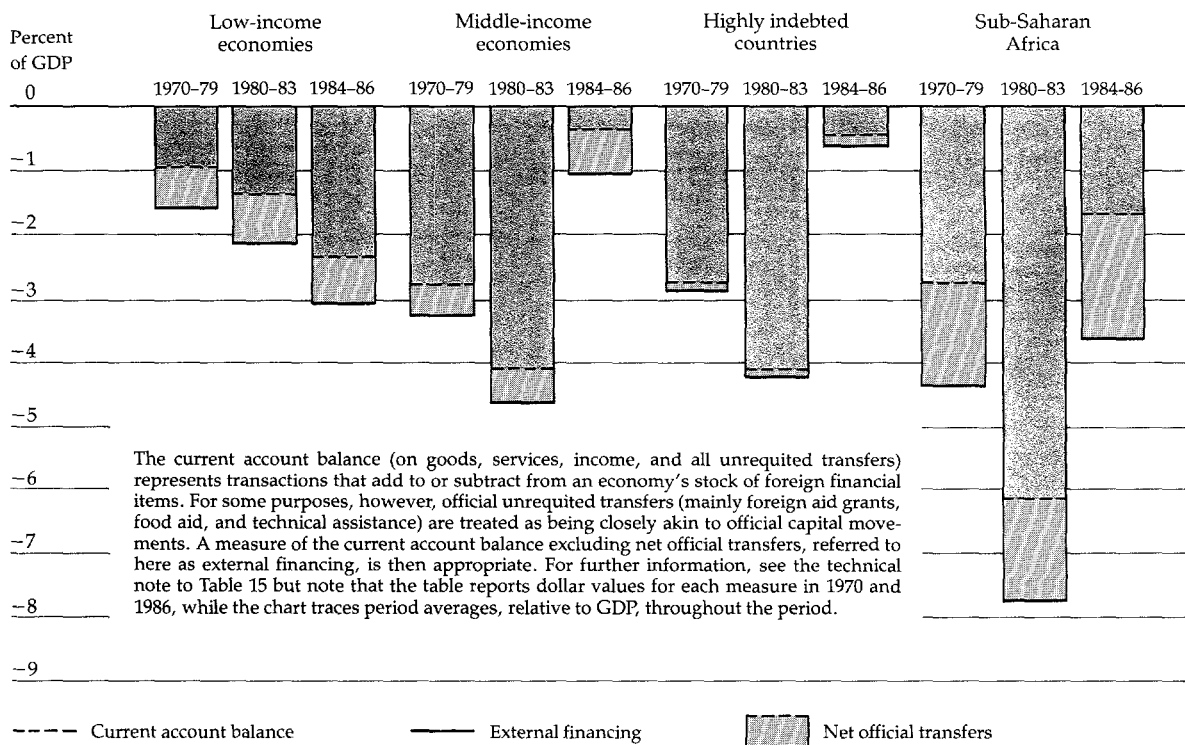 Percent
of GDP
Low-income
economies
Middle-income
economies
Highly indebted
countries
Sub-Saharan
Africa
1970–79 1980–83 1984–86 1970–79 1980–83 1984–86 1970–79 1980–83 1984–86 1970–79 1980–83 1984–86
0
−1
−2
−3
−4
−5
−6
−7
−8
−9
The current account balance (on goods, services, income, and all unrequited transfers)
represents transactions that add to or subtract from an economy's stock of foreign financial
items. For some purposes, however, official unrequited transfers (mainly foreign aid grants,
food aid, and technical assistance) are treated as being closely akin to official capital move-
ments. A measure of the current account balance excluding net official transfers, referred to
here as external financing, is then appropriate. For further information, see the technical
note to Table 15 but note that the table reports dollar values for each measure in 1970 and
1986, while the chart traces period averages, relative to GDP, throughout the period.
Current account balance
External financing
Net official transfers